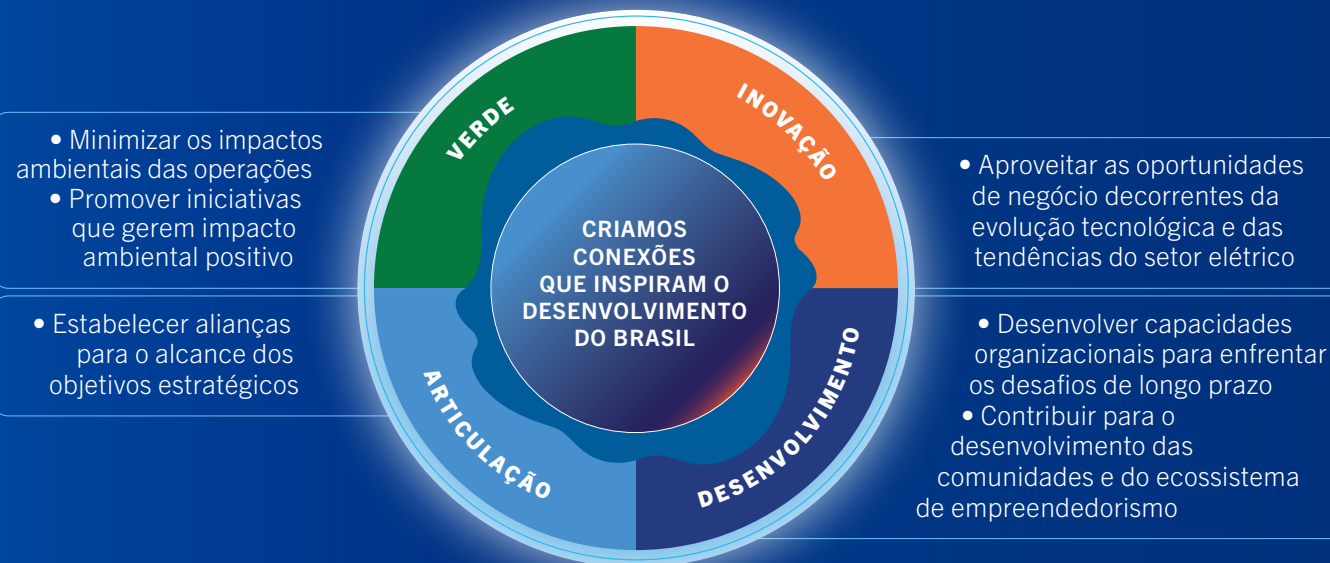 VERDE
• Minimizar os impactos
ambientais das operações
• Promover iniciativas
que gerem impacto
ambiental positivo
INOVAÇÃO
• Aproveitar as oportunidades
de negócio decorrentes da
evolução tecnológica e das
tendências do setor elétrico
CRIAMOS
CONEXÕES
QUE INSPIRAM O
DESENVOLVIMENTO
DO BRASIL
ARTICULAÇÃO
• Estabelecer alianças
para o alcance dos
objetivos estratégicos
DESENVOLVIMENTO
• Desenvolver capacidades
organizacionais para enfrentar
os desafios de longo prazo
• Contribuir para o
desenvolvimento das
comunidades e do ecossistema
de empreendedorismo